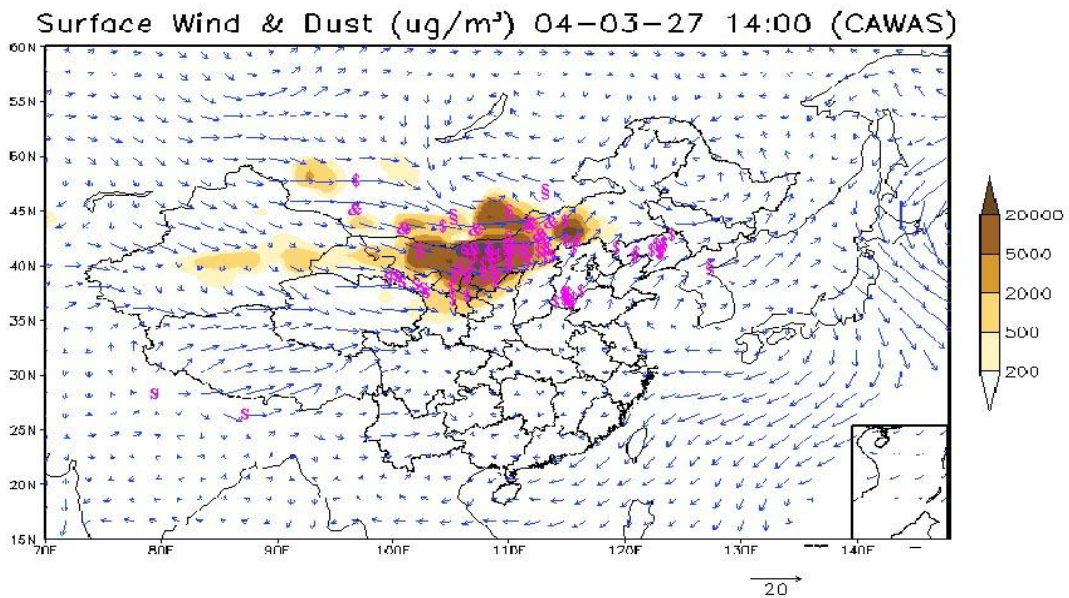 Surface Wind & Dust (ug/m³) 04-03-27 14:00 (CAWAS)
60N
55N
50N
45N
40N
35N
30N
25N
20N
15N
70E 80E 90E 100E 110E 120E 130E 140E
20000
5000
2000
500
200
20